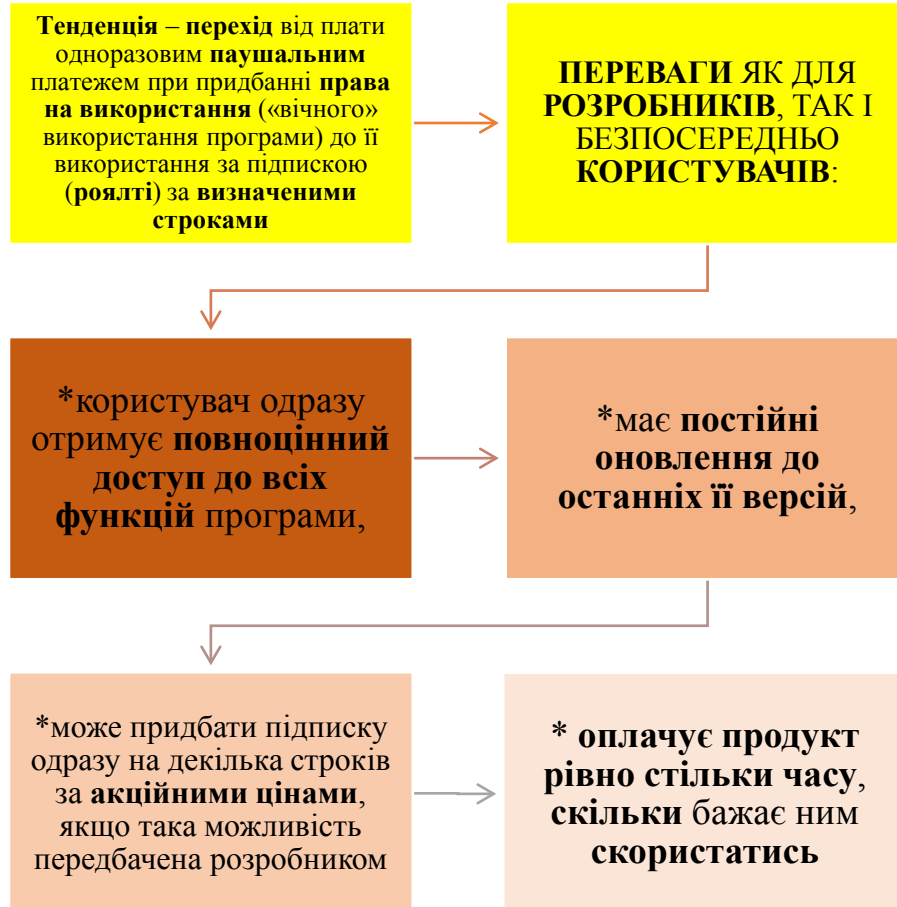 Тенденція – перехід від плати
одноразовим паушальним
платежем при придбанні права
на використання («вічного»
використання програми) до її
використання за підпискою
(роялті) за визначеними
строками
ПЕРЕВАГИ ЯК ДЛЯ
РОЗРОБНИКІВ, ТАК І
БЕЗПОСЕРЕДНЬО
КОРИСТУВАЧІВ:
*користувач одразу
отримує повноцінний
доступ до всіх
функцій програми,
*має постійні
оновлення до
останніх її версій,
*може придбати підписку
одразу на декілька строків
за акційними цінами,
якщо така можливість
передбачена розробником
* оплачує продукт
рівно стільки часу,
скільки бажає ним
скористатись